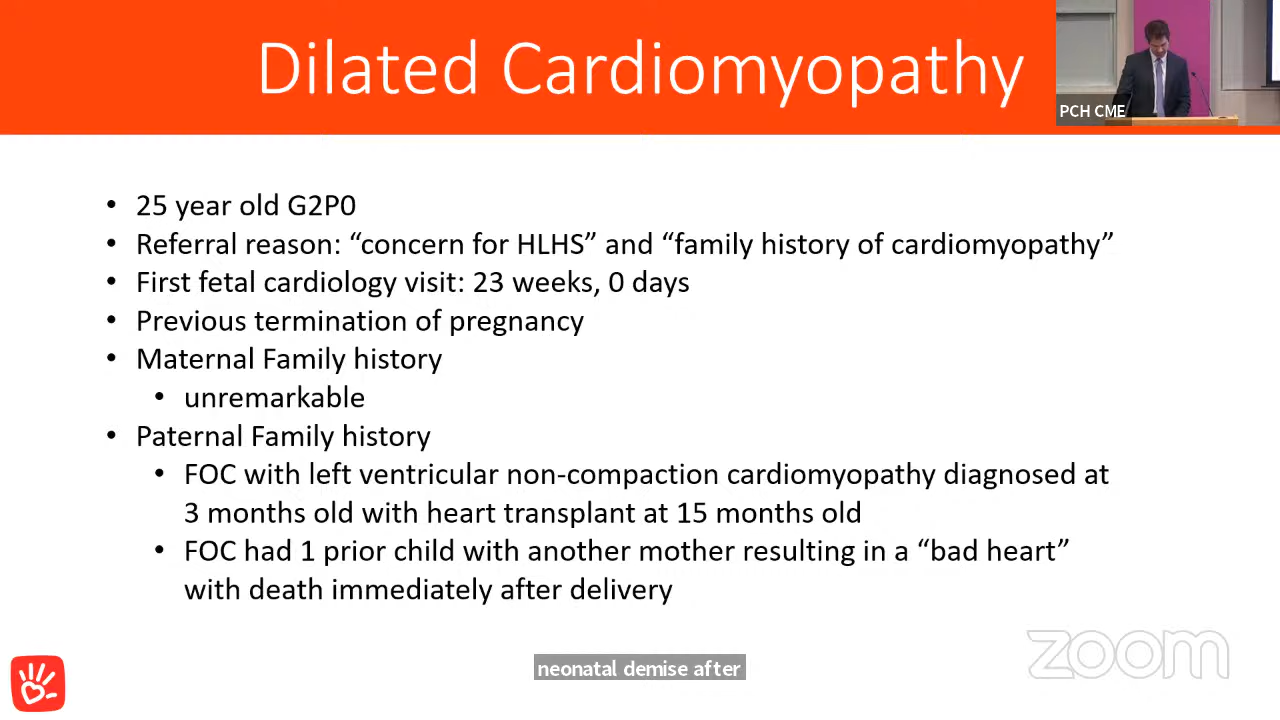 Dilated Cardiomyopathy
PCH CME
• 25 year old G2P0
• Referral reason: “concern for HLHS” and “family history of cardiomyopathy”
• First fetal cardiology visit: 23 weeks, 0 days
• Previous termination of pregnancy
• Maternal Family history
• unremarkable
• Paternal Family history
• FOC with left ventricular non-compaction cardiomyopathy diagnosed at
3 months old with heart transplant at 15 months old
• FOC had 1 prior child with another mother resulting in a “bad heart”
with death immediately after delivery
zoom
neonatal demise after